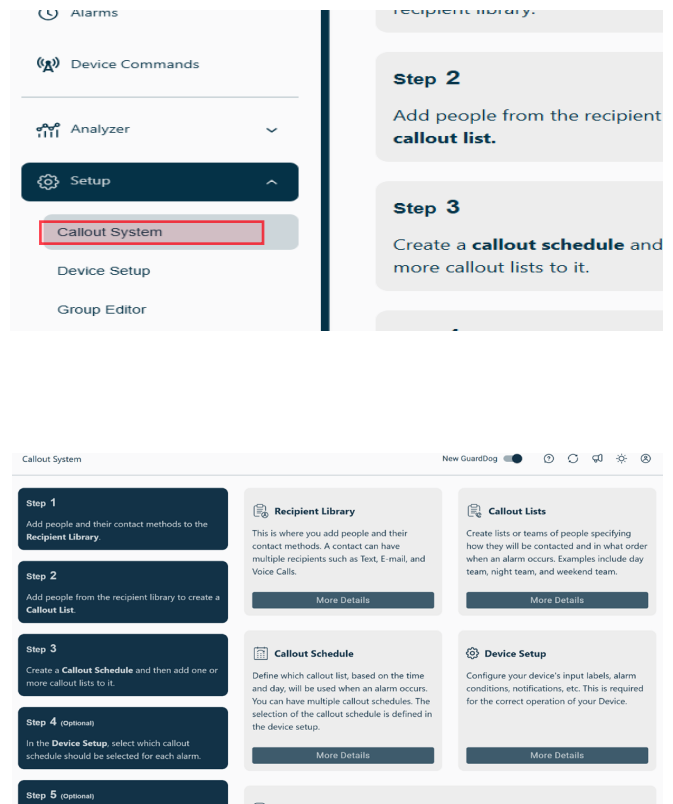 Alarms
recipient library.
Device Commands
Step 2
Add people from the recipient
callout list.
Analyzer
Setup
Step 3
Create a callout schedule and
more callout lists to it.
Callout System
Device Setup
Group Editor
Callout System
New GuardDog
Step 1
Add people and their contact methods to the
Recipient Library.
Step 2
Add people from the recipient library to create a
Callout List.
Step 3
Create a Callout Schedule and then add one or
more callout lists to it.
Step 4 (Optional)
In the Device Setup, select which callout
schedule should be selected for each alarm.
Step 5 (Optional)
Recipient Library
This is where you add people and their
contact methods. A contact can have
multiple recipients such as Text, E-mail, and
Voice Calls.
More Details
Callout Lists
Create lists or teams of people specifying
how they will be contacted and in what order
when an alarm occurs. Examples include day
team, night team, and weekend team.
More Details
Callout Schedule
Define which callout list, based on the time
and day, will be used when an alarm occurs.
You can have multiple callout schedules. The
selection of the callout schedule is defined in
the device setup.
More Details
Device Setup
Configure your device's input labels, alarm
conditions, notifications, etc. This is required
for the correct operation of your Device.
More Details